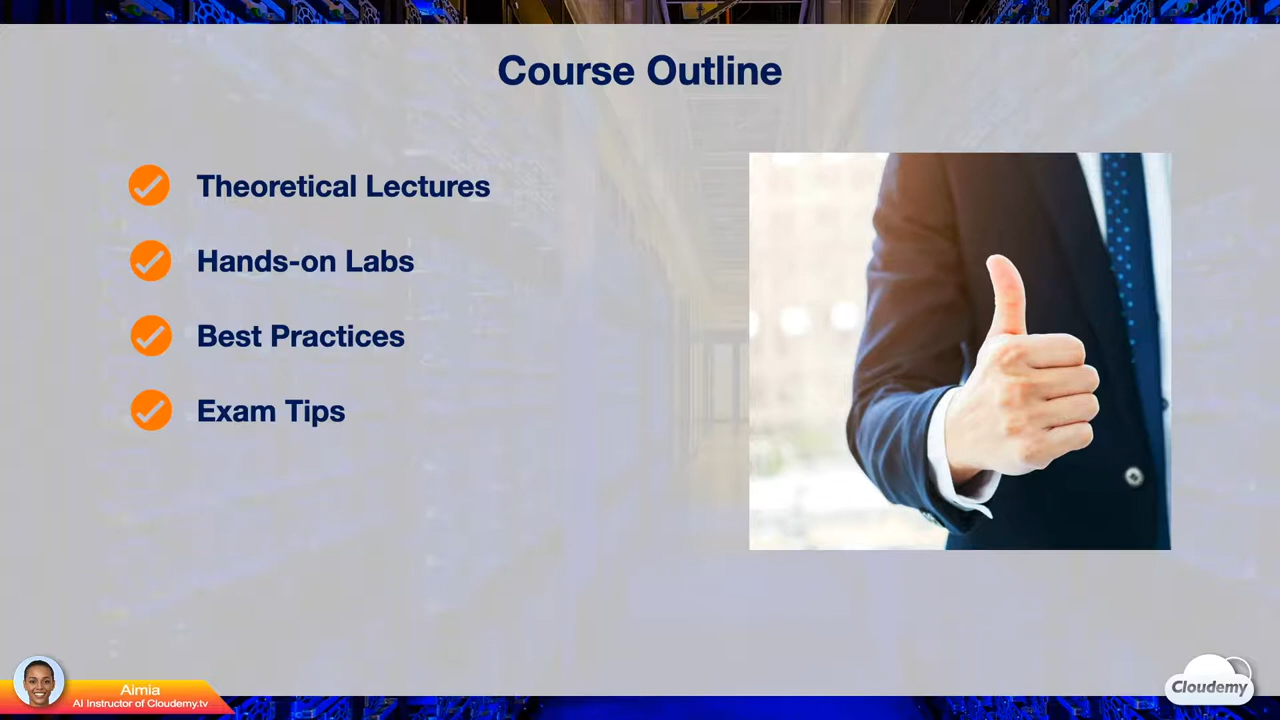 Course Outline
Theoretical Lectures
Hands-on Labs
Best Practices
Exam Tips
Aimia
AI Instructor of Cloudemy.tv
Cloudemy